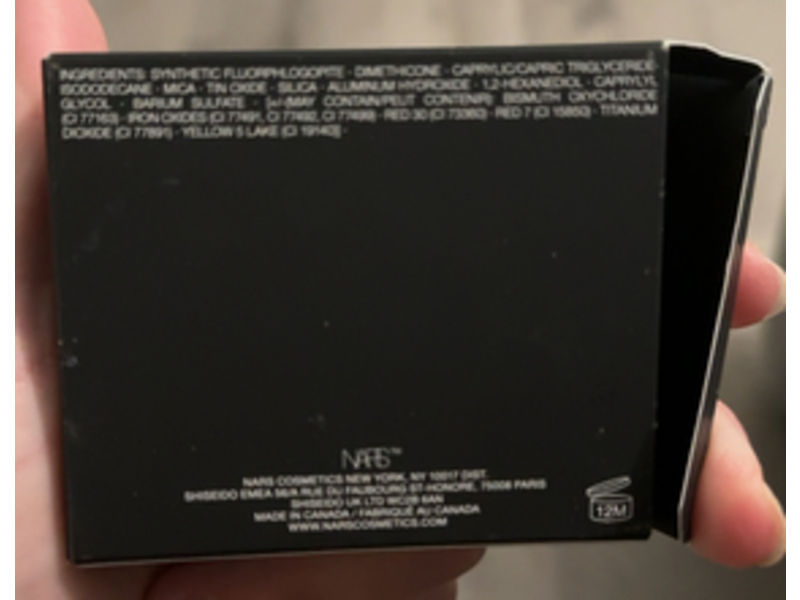 INGREDIENTS: SYNTHETIC FLUORPHLOGOPITE · DIMETHICONE · CAPRYLIC/CAPRIC TRIGLYCERIDE ·
ISODODECANE · MICA · TIN OXIDE · SILICA · ALUMINUM HYDROXIDE · 1,2-HEXANEDIOL · CAPRYLYL
GLYCOL · BARIUM SULFATE · [+/-(MAY CONTAIN/PEUT CONTENIR) BISMUTH OXYCHLORIDE
(CI 77163) · IRON OXIDES (CI 77491, CI 77492, CI 77499) · RED 30 (CI 73360) · RED 7 (CI 15850) · TITANIUM
DIOXIDE (CI 77891) · YELLOW 5 LAKE (CI 19140)] ·
NARS™
NARS COSMETICS NEW YORK, NY 10017 DIST.
SHISEIDO EMEA 56/A RUE DU FAUBOURG ST-HONORE, 75008 PARIS
SHISEIDO UK LTD WC2B 6AN
MADE IN CANADA / FABRIQUÉ AU CANADA
WWW.NARSCOSMETICS.COM
12M